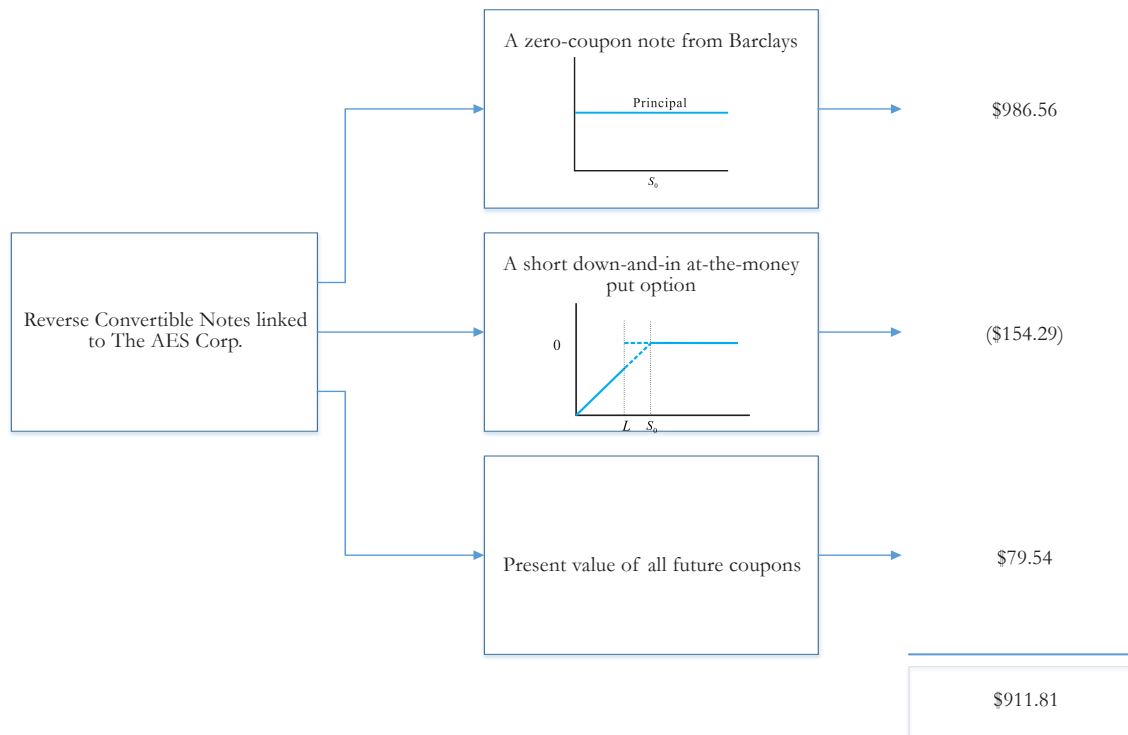 A zero-coupon note from Barclays
Principal
S₀
$986.56
Reverse Convertible Notes linked
to The AES Corp.
A short down-and-in at-the-money
put option
0
L S₀
($154.29)
Present value of all future coupons
$79.54
$911.81